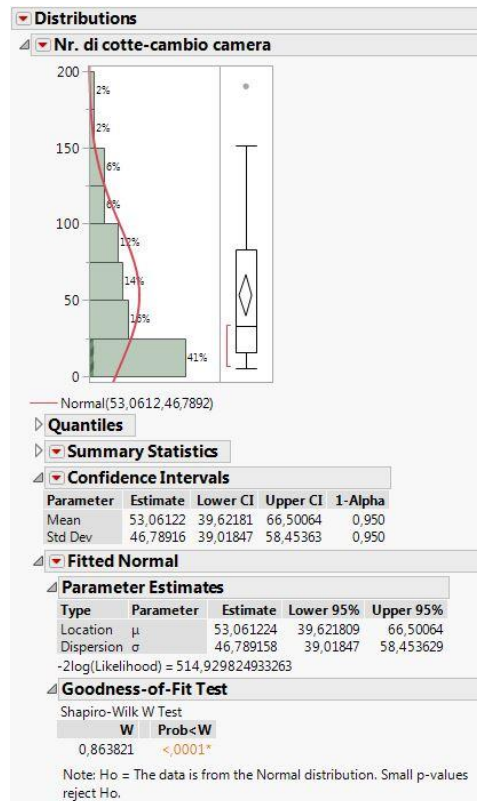 Distributions
Nr. di cotte-cambio camera
200
150
100
50
0
2%
2%
6%
6%
12%
14%
16%
41%
Normal(53,0612,46,7892)
Quantiles
Summary Statistics
Confidence Intervals
Parameter Estimate Lower CI Upper CI 1-Alpha
Mean 53,06122 39,62181 66,50064 0,950
Std Dev 46,78916 39,01847 58,45363 0,950
Fitted Normal
Parameter Estimates
Type Parameter Estimate Lower 95% Upper 95%
Location μ 53,061224 39,621809 66,50064
Dispersion σ 46,789158 39,01847 58,453629
-2log(Likelihood) = 514,929824933263
Goodness-of-Fit Test
Shapiro-Wilk W Test
W Prob<W
0,863821 <,0001*
Note: Ho = The data is from the Normal distribution. Small p-values
reject Ho.